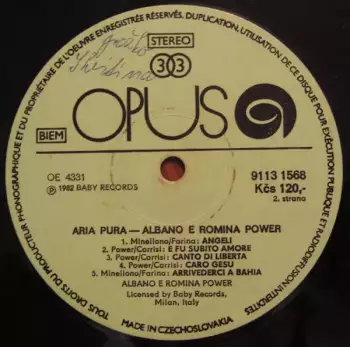 TOUS DROITS DU PRODUCTEUR PHONOGRAPHIQUE ET DU PROPRIÉTAIRE DE L'OEUVRE ENREGISTRÉE RÉSERVÉS. DUPLICATION, UTILISATION DE CE DISQUE POUR EXÉCUTION PUBLIQUE ET RADIODIFFUSION INTERDITES
STEREO
33
OPUS
BIEM
OE 4331
℗ 1982 BABY RECORDS
9113 1568
Kčs 120,-
2. strana
ARIA PURA — ALBANO E ROMINA POWER
1. Minellono/Farina: ANGELI
2. Power/Carrisi: E FU SUBITO AMORE
3. Power/Carrisi: CANTO DI LIBERTA
4. Power/Carrisi: CARO GESU
5. Minellono/Farina: ARRIVEDERCI A BAHIA
ALBANO E ROMINA POWER
Licensed by Baby Records,
Milan, Italy
MADE IN CZECHOSLOVAKIA